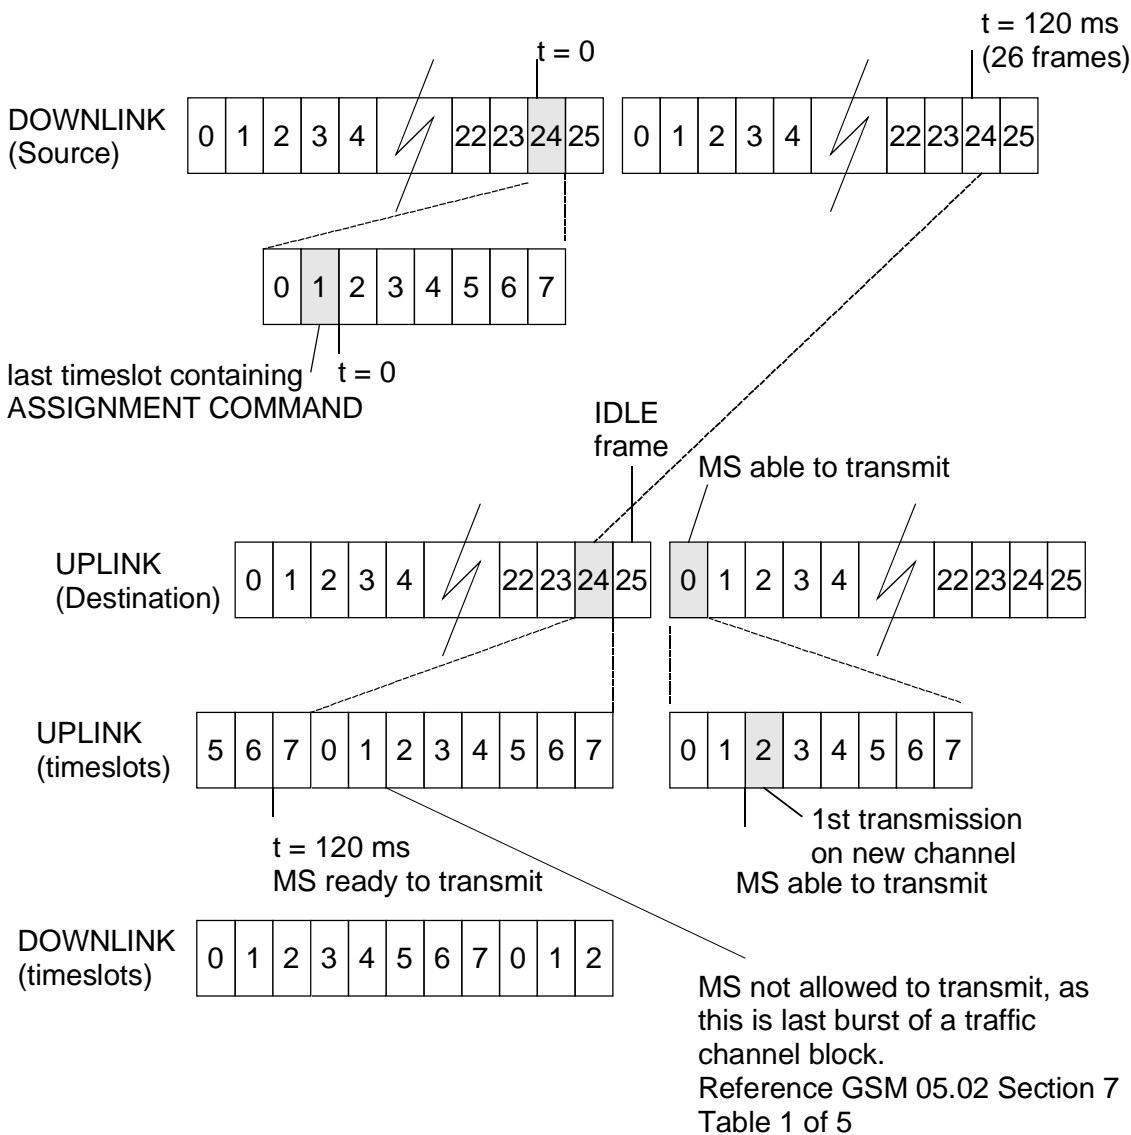 t = 120 ms
(26 frames)
t = 0
DOWNLINK
(Source)
0 1 2 3 4 22 23 24 25 0 1 2 3 4 22 23 24 25
0 1 2 3 4 5 6 7
last timeslot containing
ASSIGNMENT COMMAND
t = 0
IDLE
frame
MS able to transmit
UPLINK
(Destination)
0 1 2 3 4 22 23 24 25 0 1 2 3 4 22 23 24 25
UPLINK
(timeslots)
5 6 7 0 1 2 3 4 5 6 7 0 1 2 3 4 5 6 7
t = 120 ms
MS ready to transmit
1st transmission
on new channel
MS able to transmit
DOWNLINK
(timeslots)
0 1 2 3 4 5 6 7 0 1 2
MS not allowed to transmit, as
this is last burst of a traffic
channel block.
Reference GSM 05.02 Section 7
Table 1 of 5